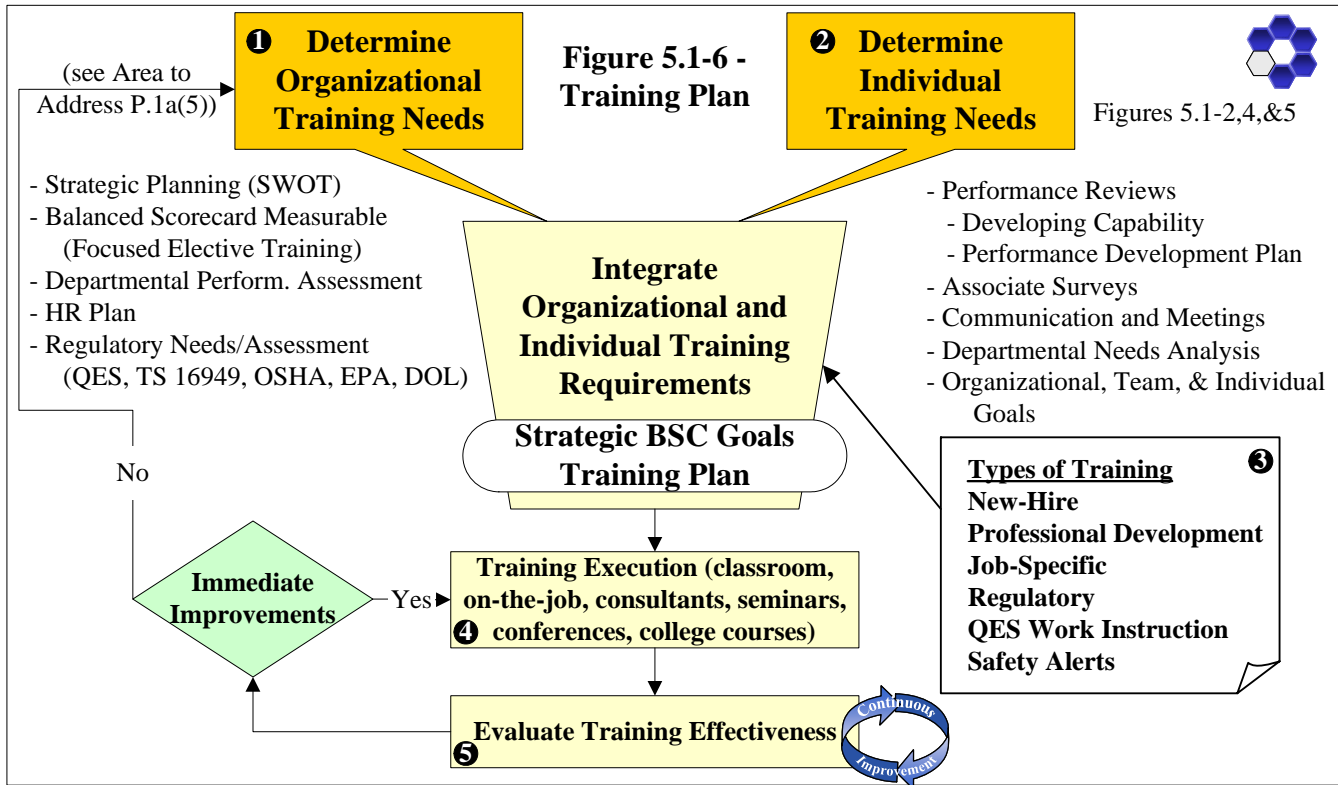 ❶ Determine
Organizational
Training Needs
Figure 5.1-6 -
Training Plan
❷ Determine
Individual
Training Needs
(see Area to
Address P.1a(5))
Figures 5.1-2,4,&5
- Strategic Planning (SWOT)
- Balanced Scorecard Measurable
(Focused Elective Training)
- Departmental Perform. Assessment
- HR Plan
- Regulatory Needs/Assessment
(QES, TS 16949, OSHA, EPA, DOL)
Integrate
Organizational and
Individual Training
Requirements
Strategic BSC Goals
Training Plan
- Performance Reviews
- Developing Capability
- Performance Development Plan
- Associate Surveys
- Communication and Meetings
- Departmental Needs Analysis
- Organizational, Team, & Individual
Goals
Types of Training ❸
New-Hire
Professional Development
Job-Specific
Regulatory
QES Work Instruction
Safety Alerts
No
Immediate
Improvements
Yes
Training Execution (classroom,
on-the-job, consultants, seminars,
❹ conferences, college courses)
Evaluate Training Effectiveness
❺
Continuous
Improvement